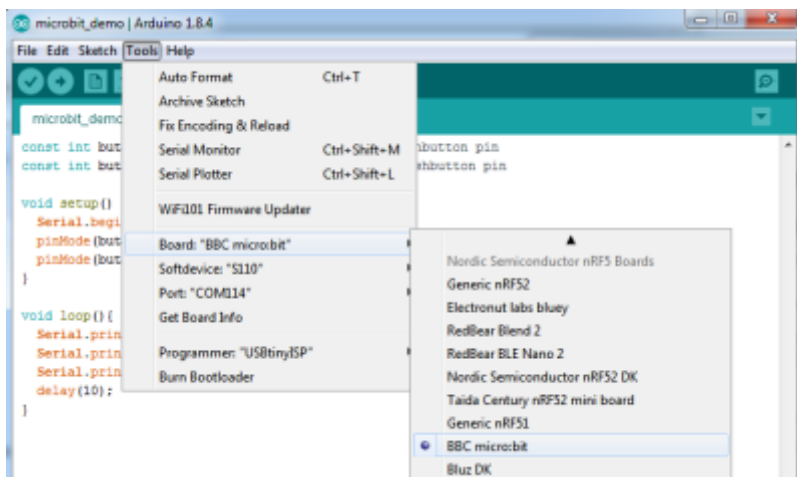 microbit_demo | Arduino 1.8.4
File Edit Sketch Tools Help
microbit_demo
const int but
const int but
void setup()
Serial.begi
pinMode(but
pinMode(but
}
void loop(){
Serial.prin
Serial.prin
Serial.prin
delay(10);
}
hbutton pin
shbutton pin
Auto Format Ctrl+T
Archive Sketch
Fix Encoding & Reload
Serial Monitor Ctrl+Shift+M
Serial Plotter Ctrl+Shift+L
WiFi101 Firmware Updater
Board: "BBC micro:bit"
Softdevice: "S110"
Port: "COM114"
Get Board Info
Programmer: "USBtinyISP"
Burn Bootloader
Nordic Semiconductor nRF5 Boards
Generic nRF52
Electronut labs bluey
RedBear Blend 2
RedBear BLE Nano 2
Nordic Semiconductor nRF52 DK
Taida Century nRF52 mini board
Generic nRF51
BBC micro:bit
Bluz DK